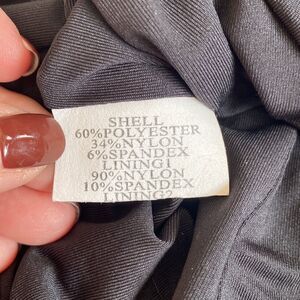 SHELL
60%POLYESTER
34%NYLON
6%SPANDEX
LINING1
90%NYLON
10%SPANDEX
LINING2